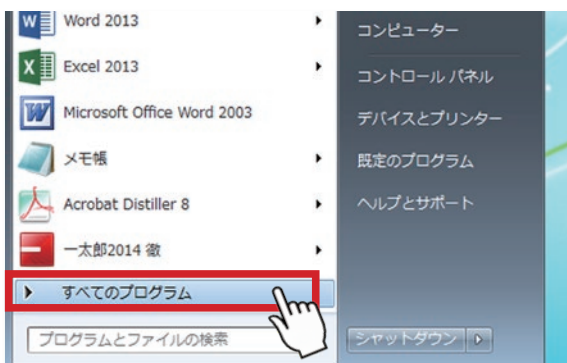 Word 2013
Excel 2013
Microsoft Office Word 2003
メモ帳
Acrobat Distiller 8
一太郎2014 徹
すべてのプログラム
プログラムとファイルの検索
コンピューター
コントロール パネル
デバイスとプリンター
既定のプログラム
ヘルプとサポート
シャットダウン